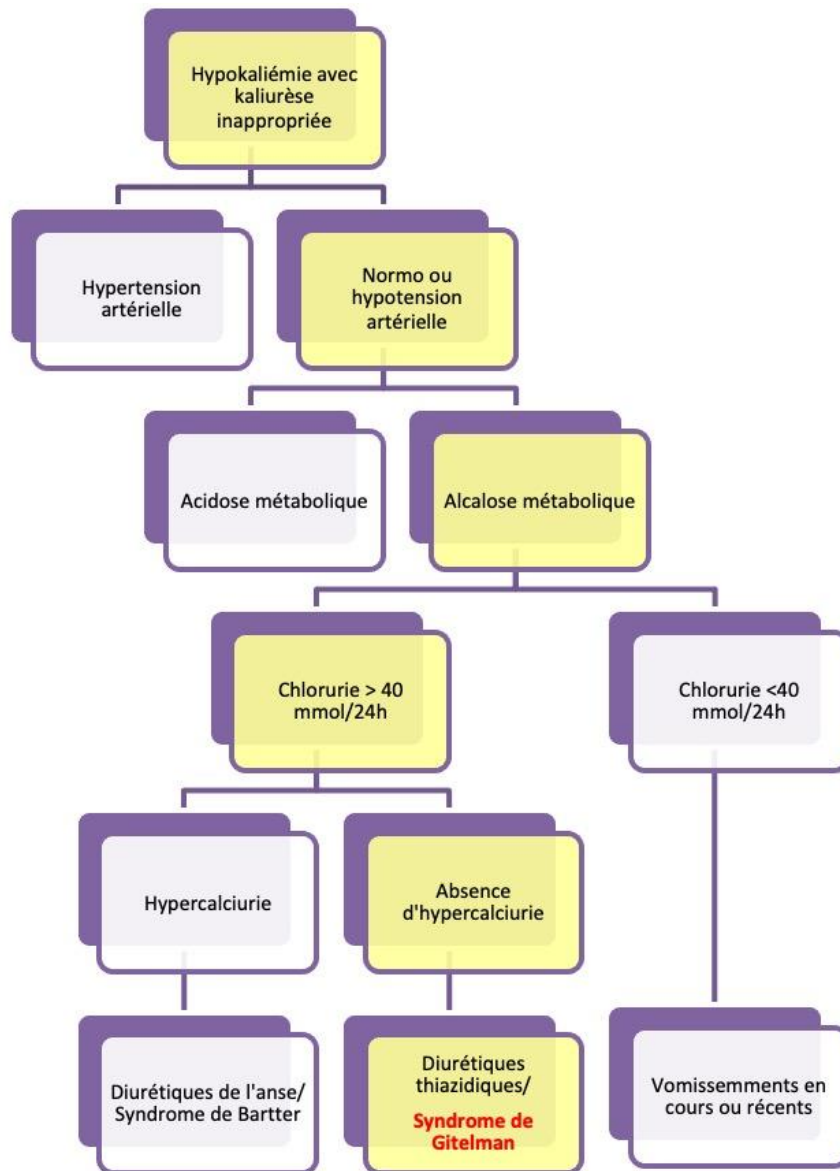 Hypokaliémie avec
kaliurèse
inappropriée
Hypertension
artérielle
Normo ou
hypotension
artérielle
Acidose métabolique
Alcalose métabolique
Chlorurie > 40
mmol/24h
Chlorurie <40
mmol/24h
Hypercalciurie
Absence
d'hypercalciurie
Diurétiques de l'anse/
Syndrome de Bartter
Diurétiques
thiazidiques/
Syndrome de
Gitelman
Vomissemments en
cours ou récents